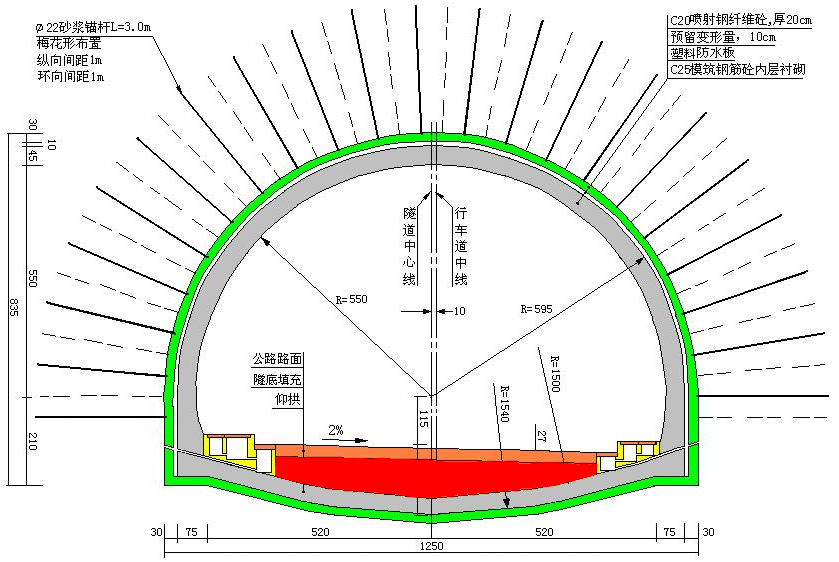 ϕ22砂浆锚杆L=3.0m
梅花形布置
纵向间距1m
环向间距1m
C20喷射钢纤维砼,厚20cm
预留变形量，10cm
塑料防水板
C25模筑钢筋砼内层衬砌
30
10
45
550
835
210
隧道中心线
行车道中线
R=550
R=595
10
公路路面
隧底填充
仰拱
115
R=1540
R=1500
27
2%
30
75
520
520
75
30
1250